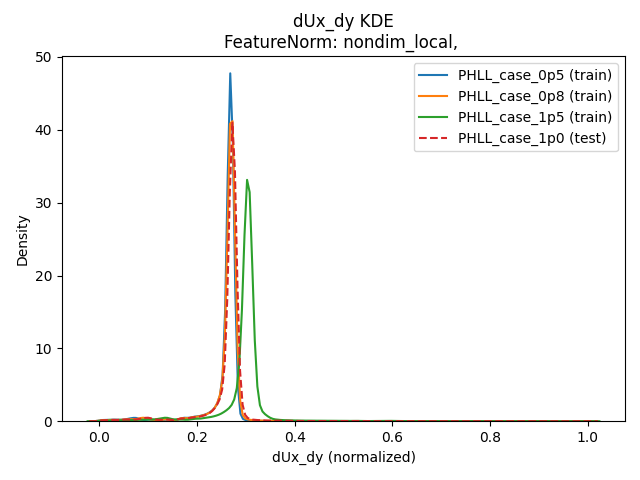 dUx_dy KDE
FeatureNorm: nondim_local,
PHLL_case_0p5 (train)
PHLL_case_0p8 (train)
PHLL_case_1p5 (train)
PHLL_case_1p0 (test)
Density
50
40
30
20
10
0
0.0 0.2 0.4 0.6 0.8 1.0
dUx_dy (normalized)